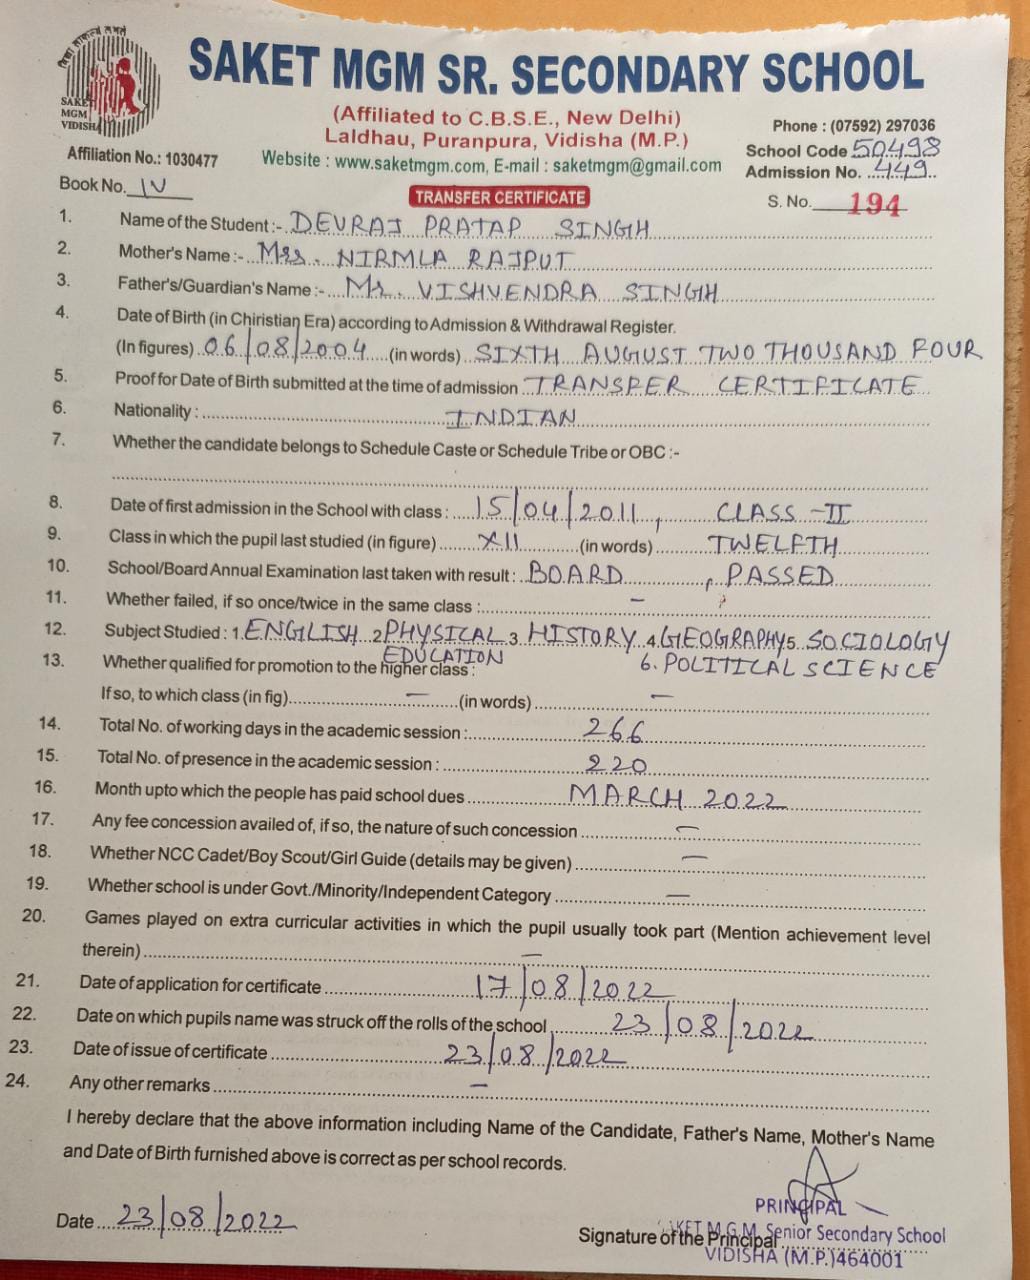 SAKET MGM SR. SECONDARY SCHOOL
SAKET
MGM
VIDISHA
(Affiliated to C.B.S.E., New Delhi)
Laldhau, Puranpura, Vidisha (M.P.)
Phone : (07592) 297036
Affiliation No.: 1030477
Website : www.saketmgm.com, E-mail : saketmgm@gmail.com
School Code 50498
Admission No. 449
Book No. IV
TRANSFER CERTIFICATE
S. No. 194
1. Name of the Student :- DEVRAJ PRATAP SINGH
2. Mother's Name :- Mrs. NIRMLA RAJPUT
3. Father's/Guardian's Name :- Mr. VISHVENDRA SINGH
4. Date of Birth (in Chiristian Era) according to Admission & Withdrawal Register.
(In figures) 06/08/2004 (in words) SIXTH AUGUST TWO THOUSAND FOUR
5. Proof for Date of Birth submitted at the time of admission TRANSFER CERTIFICATE
6. Nationality : INDIAN
7. Whether the candidate belongs to Schedule Caste or Schedule Tribe or OBC :-
8. Date of first admission in the School with class : 15/04/2011, CLASS - II
9. Class in which the pupil last studied (in figure) XII (in words) TWELFTH
10. School/Board Annual Examination last taken with result : BOARD , PASSED
11. Whether failed, if so once/twice in the same class : -
12. Subject Studied : 1. ENGLISH 2 PHYSICAL 3. HISTORY 4 GEOGRAPHY 5. SOCIOLOGY
EDUCATION 6. POLITICAL SCIENCE
13. Whether qualified for promotion to the higher class :
If so, to which class (in fig) - (in words) -
14. Total No. of working days in the academic session : 266
15. Total No. of presence in the academic session : 220
16. Month upto which the people has paid school dues MARCH 2022
17. Any fee concession availed of, if so, the nature of such concession -
18. Whether NCC Cadet/Boy Scout/Girl Guide (details may be given) -
19. Whether school is under Govt./Minority/Independent Category -
20. Games played on extra curricular activities in which the pupil usually took part (Mention achievement level
therein) -
21. Date of application for certificate 17/08/2022
22. Date on which pupils name was struck off the rolls of the school 23/08/2022
23. Date of issue of certificate 23/08/2022
24. Any other remarks -
I hereby declare that the above information including Name of the Candidate, Father's Name, Mother's Name
and Date of Birth furnished above is correct as per school records.
PRINCIPAL
Date 23/08/2022
Signature of the Principal
SAKET M.G.M. Senior Secondary School
VIDISHA (M.P.) 464001